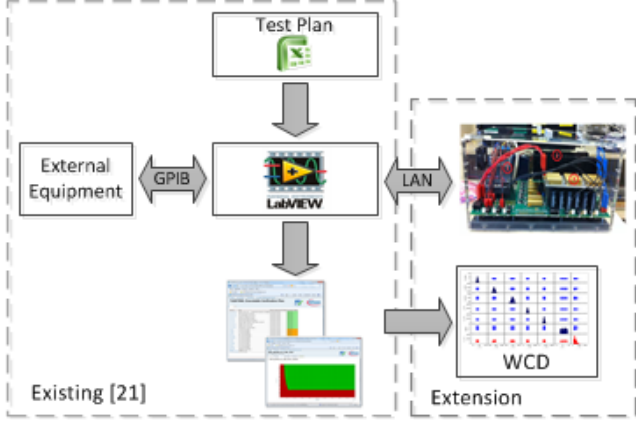 Test Plan
External
Equipment
GPIB
LabVIEW
LAN
WCD
Existing [21]
Extension